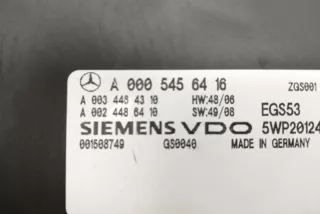 A 000 545 64 16
ZGS001
A 003 446 43 10 HW:48/06
A 002 448 64 10 SW:49/08 EGS53
SIEMENS VDO 5WP20124
001508749 GS0040 MADE IN GERMANY